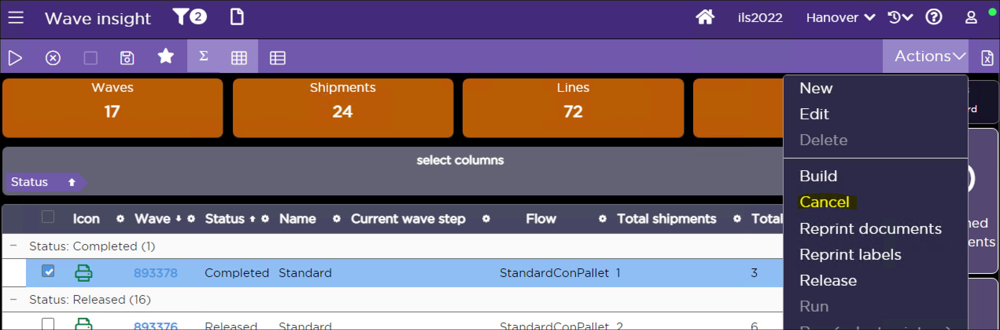 Wave insight 2 ils2022 Hanover
Σ Actions
Waves Shipments Lines
17 24 72
New
Edit
Delete
rd
select columns
Status
Build
Cancel
Reprint documents
Reprint labels
Release
Run
ned
ents
Icon Wave Status Name Current wave step Flow Total shipments Total
Status: Completed (1)
893378 Completed Standard StandardConPallet 1 3
Status: Released (16)
893376 Released Standard StandardConPallet 2 6